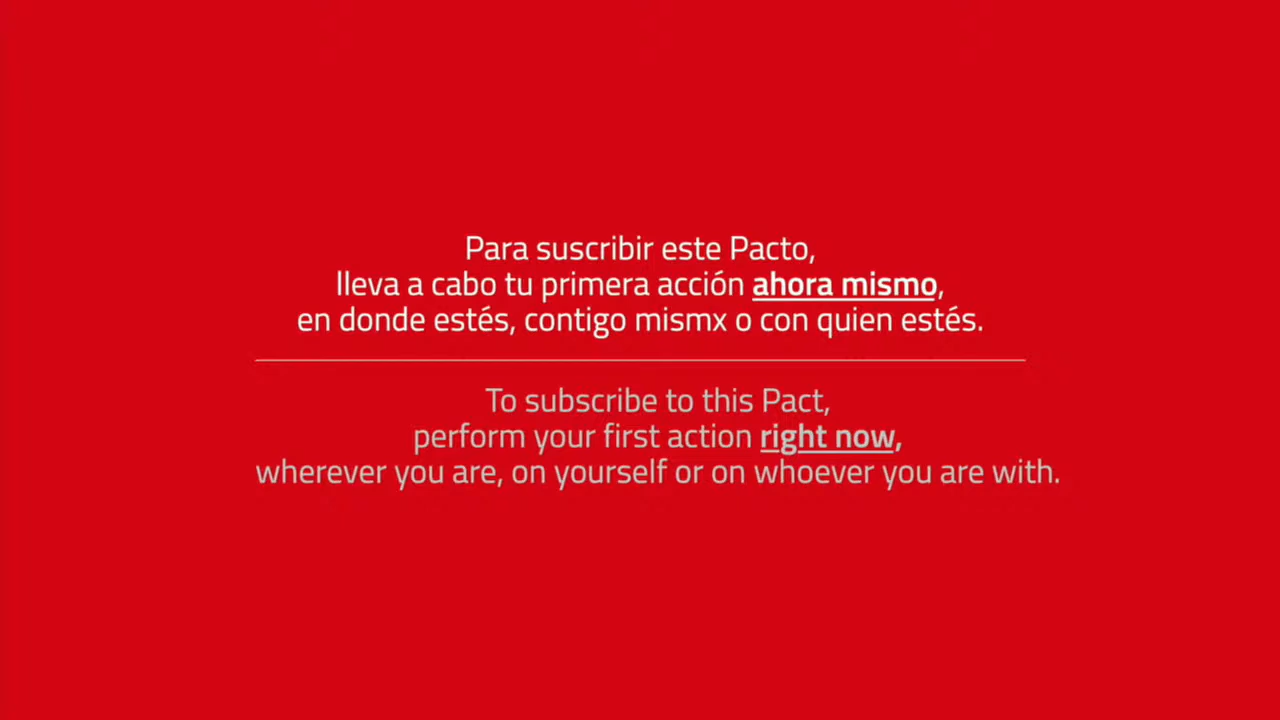 Para suscribir este Pacto,
lleva a cabo tu primera acción ahora mismo,
en donde estés, contigo mismx o con quien estés.
To subscribe to this Pact,
perform your first action right now,
wherever you are, on yourself or on whoever you are with.